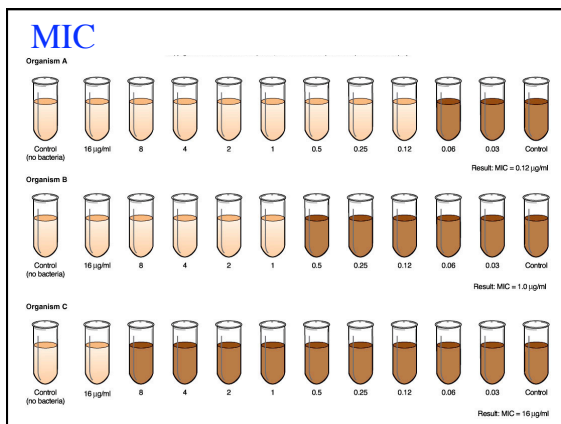 MIC
Organism A
Control 16 µg/ml 8 4 2 1 0.5 0.25 0.12 0.06 0.03 Control
(no bacteria)
Result: MIC = 0.12 µg/ml
Organism B
Control 16 µg/ml 8 4 2 1 0.5 0.25 0.12 0.06 0.03 Control
(no bacteria)
Result: MIC = 1.0 µg/ml
Organism C
Control 16 µg/ml 8 4 2 1 0.5 0.25 0.12 0.06 0.03 Control
(no bacteria)
Result: MIC = 16 µg/ml